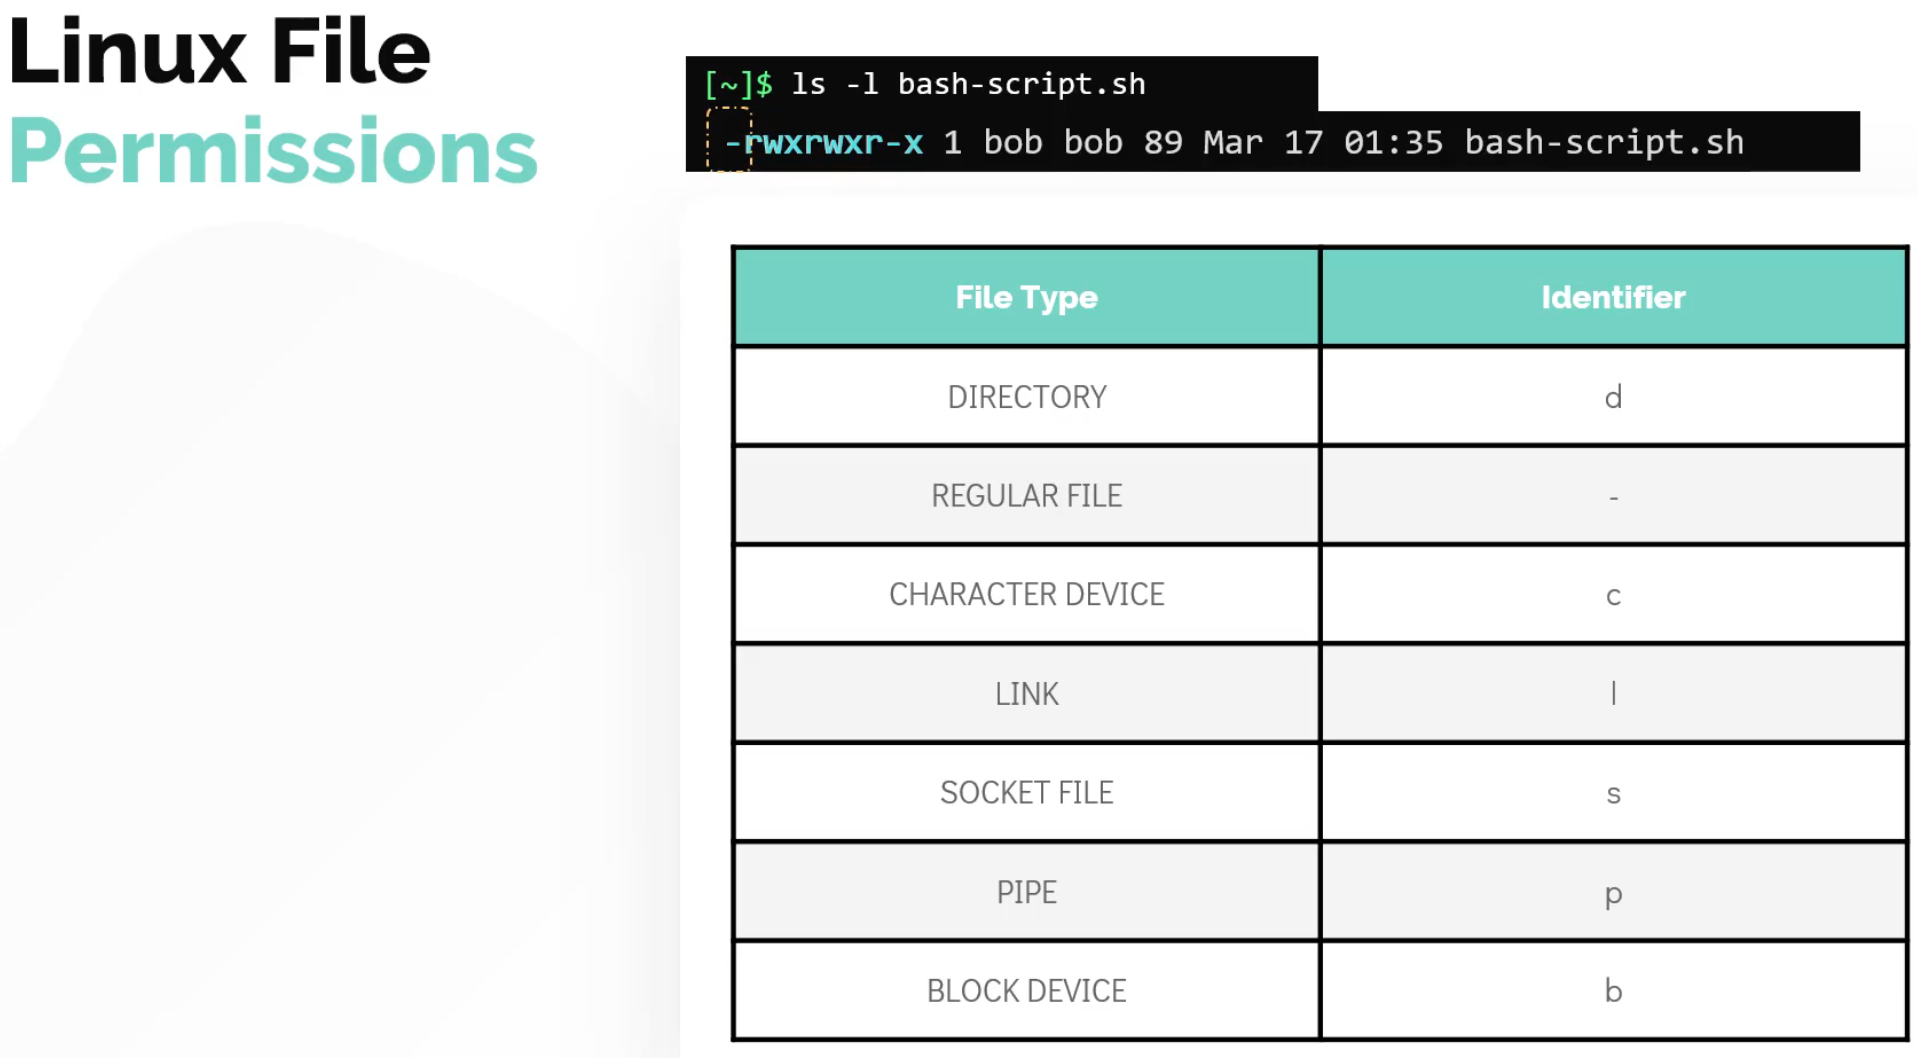 Linux File
Permissions
[~]$ ls -l bash-script.sh
-rwxrwxr-x 1 bob bob 89 Mar 17 01:35 bash-script.sh
File Type Identifier
DIRECTORY d
REGULAR FILE -
CHARACTER DEVICE c
LINK l
SOCKET FILE s
PIPE p
BLOCK DEVICE b